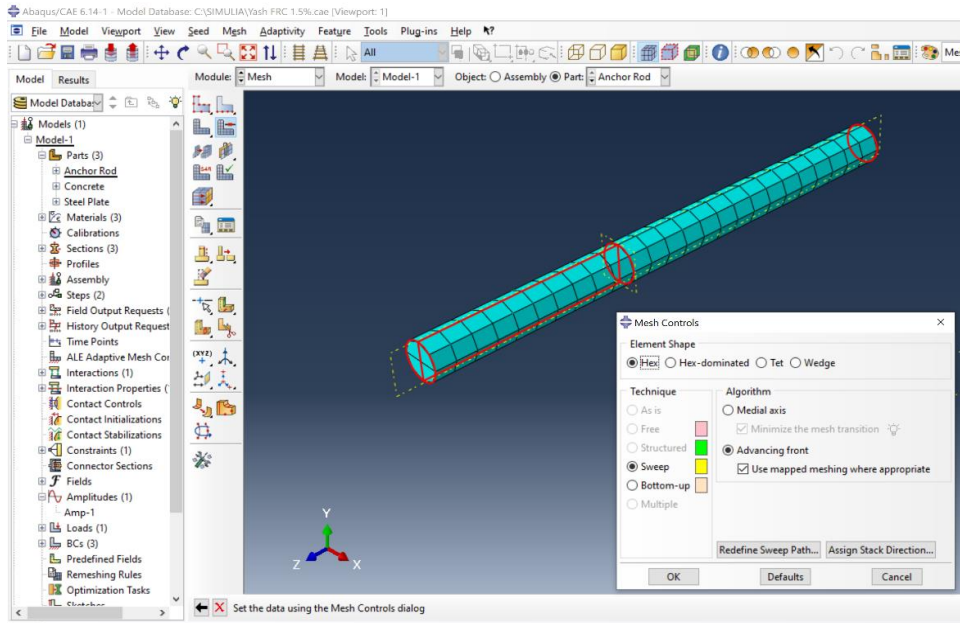 Abaqus/CAE 6.14-1 - Model Database: C:\SIMULIA\Yash FRC 1.5%.cae [Viewport: 1]
File Model Viewport View Seed Mesh Adaptivity Feature Tools Plug-ins Help
All
Mes
Model Results
Module: Mesh Model: Model-1 Object: Assembly Part: Anchor Rod
Model Databas
Models (1)
Model-1
Parts (3)
Anchor Rod
Concrete
Steel Plate
Materials (3)
Calibrations
Sections (3)
Profiles
Assembly
Steps (2)
Field Output Requests (
History Output Request
Time Points
ALE Adaptive Mesh Con
Interactions (1)
Interaction Properties (
Contact Controls
Contact Initializations
Contact Stabilizations
Constraints (1)
Connector Sections
Fields
Amplitudes (1)
Amp-1
Loads (1)
BCs (3)
Predefined Fields
Remeshing Rules
Optimization Tasks
Sketches
(XYZ)
Y
Z X
Mesh Controls
Element Shape
Hex Hex-dominated Tet Wedge
Technique
As is
Free
Structured
Sweep
Bottom-up
Multiple
Algorithm
Medial axis
Minimize the mesh transition
Advancing front
Use mapped meshing where appropriate
Redefine Sweep Path... Assign Stack Direction...
OK Defaults Cancel
Set the data using the Mesh Controls dialog